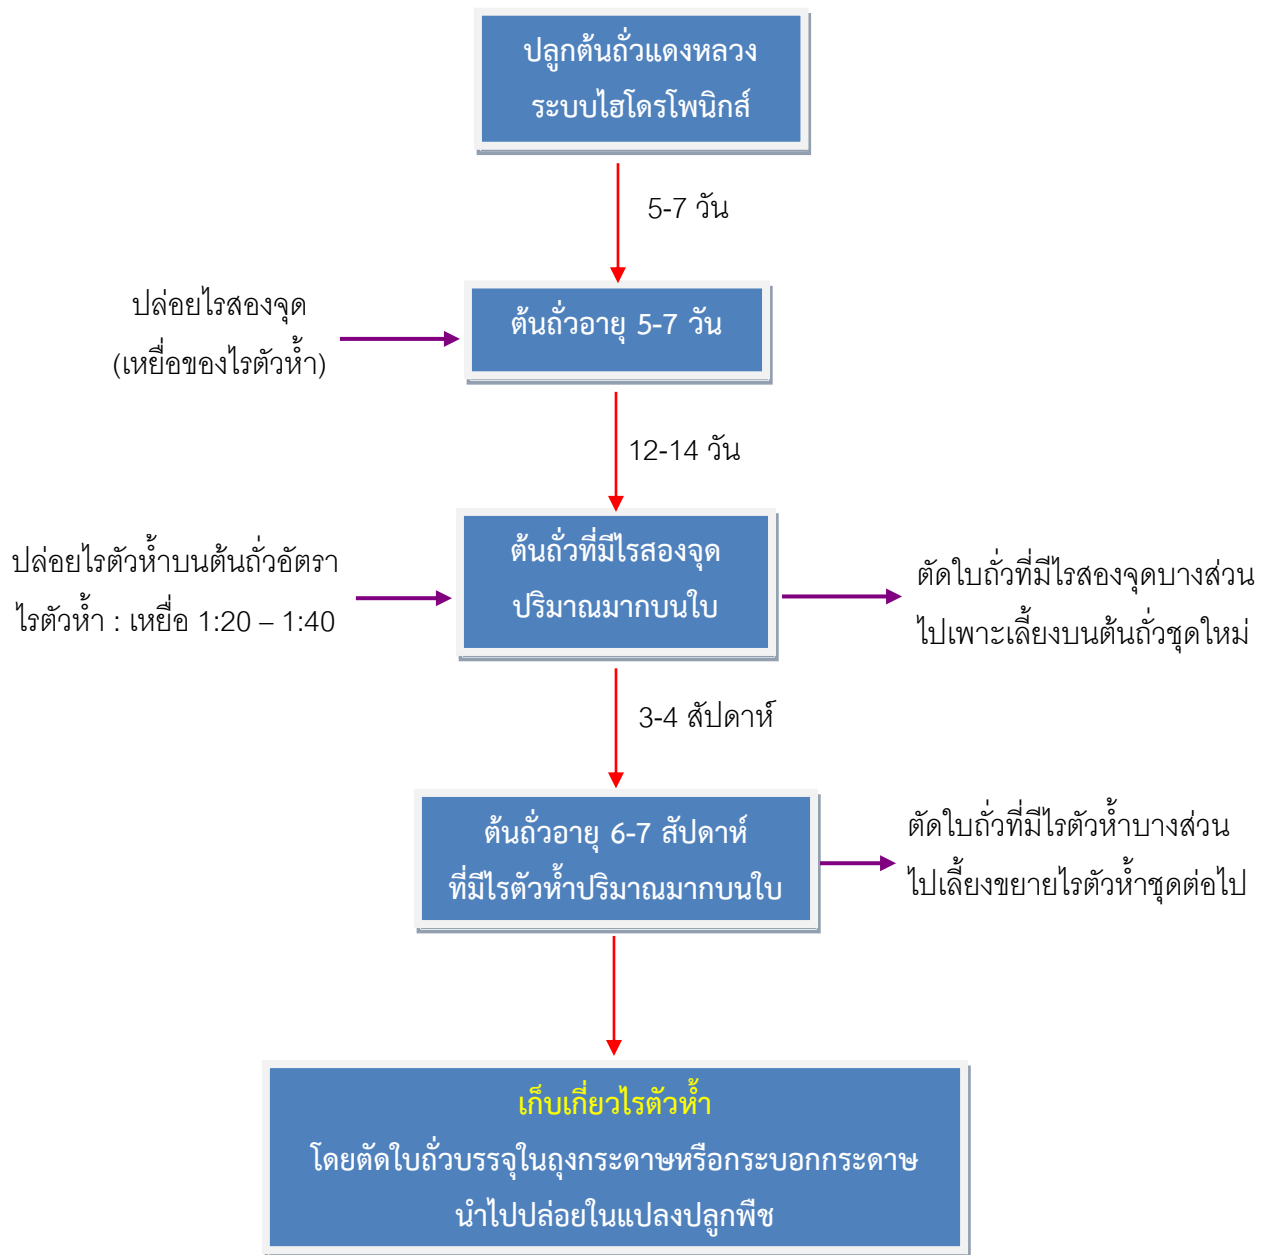 ปลูกต้นถั่วแดงหลวง
ระบบไฮโดรโพนิกส์
5-7 วัน
ปล่อยไรสองจุด
(เหยื่อของไรตัวห้ำ)
ต้นถั่วอายุ 5-7 วัน
12-14 วัน
ปล่อยไรตัวห้ำบนต้นถั่วอัตรา
ไรตัวห้ำ : เหยื่อ 1:20 – 1:40
ต้นถั่วที่มีไรสองจุด
ปริมาณมากบนใบ
ตัดใบถั่วที่มีไรสองจุดบางส่วน
ไปเพาะเลี้ยงบนต้นถั่วชุดใหม่
3-4 สัปดาห์
ต้นถั่วอายุ 6-7 สัปดาห์
ที่มีไรตัวห้ำปริมาณมากบนใบ
ตัดใบถั่วที่มีไรตัวห้ำบางส่วน
ไปเลี้ยงขยายไรตัวห้ำชุดต่อไป
เก็บเกี่ยวไรตัวห้ำ
โดยตัดใบถั่วบรรจุในถุงกระดาษหรือกระบอกกระดาษ
นำไปปล่อยในแปลงปลูกพืช